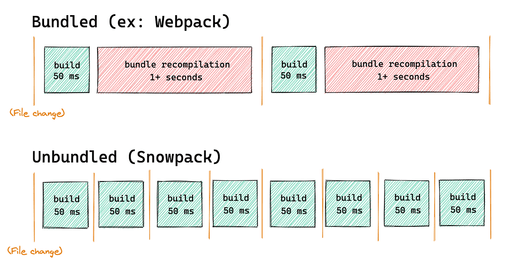 Bundled (ex: Webpack)
build
50 ms
bundle recompilation
1+ seconds
build
50 ms
bundle recompilation
1+ seconds
(File change)
Unbundled (Snowpack)
build
50 ms
build
50 ms
build
50 ms
build
50 ms
build
50 ms
build
50 ms
build
50 ms
build
50 ms
(File change)